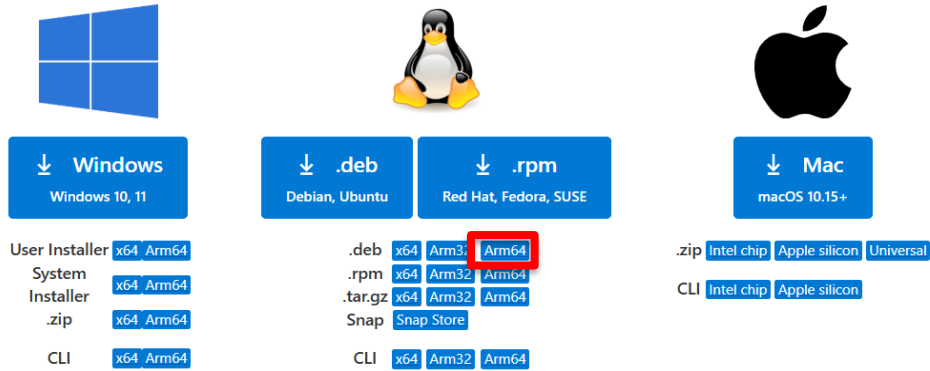 Windows
Windows 10, 11
.deb
Debian, Ubuntu
.rpm
Red Hat, Fedora, SUSE
Mac
macOS 10.15+
User Installer x64 Arm64
System
Installer x64 Arm64
.zip x64 Arm64
CLI x64 Arm64
.deb x64 Arm32 Arm64
.rpm x64 Arm32 Arm64
.tar.gz x64 Arm32 Arm64
Snap Snap Store
CLI x64 Arm32 Arm64
.zip Intel chip Apple silicon Universal
CLI Intel chip Apple silicon